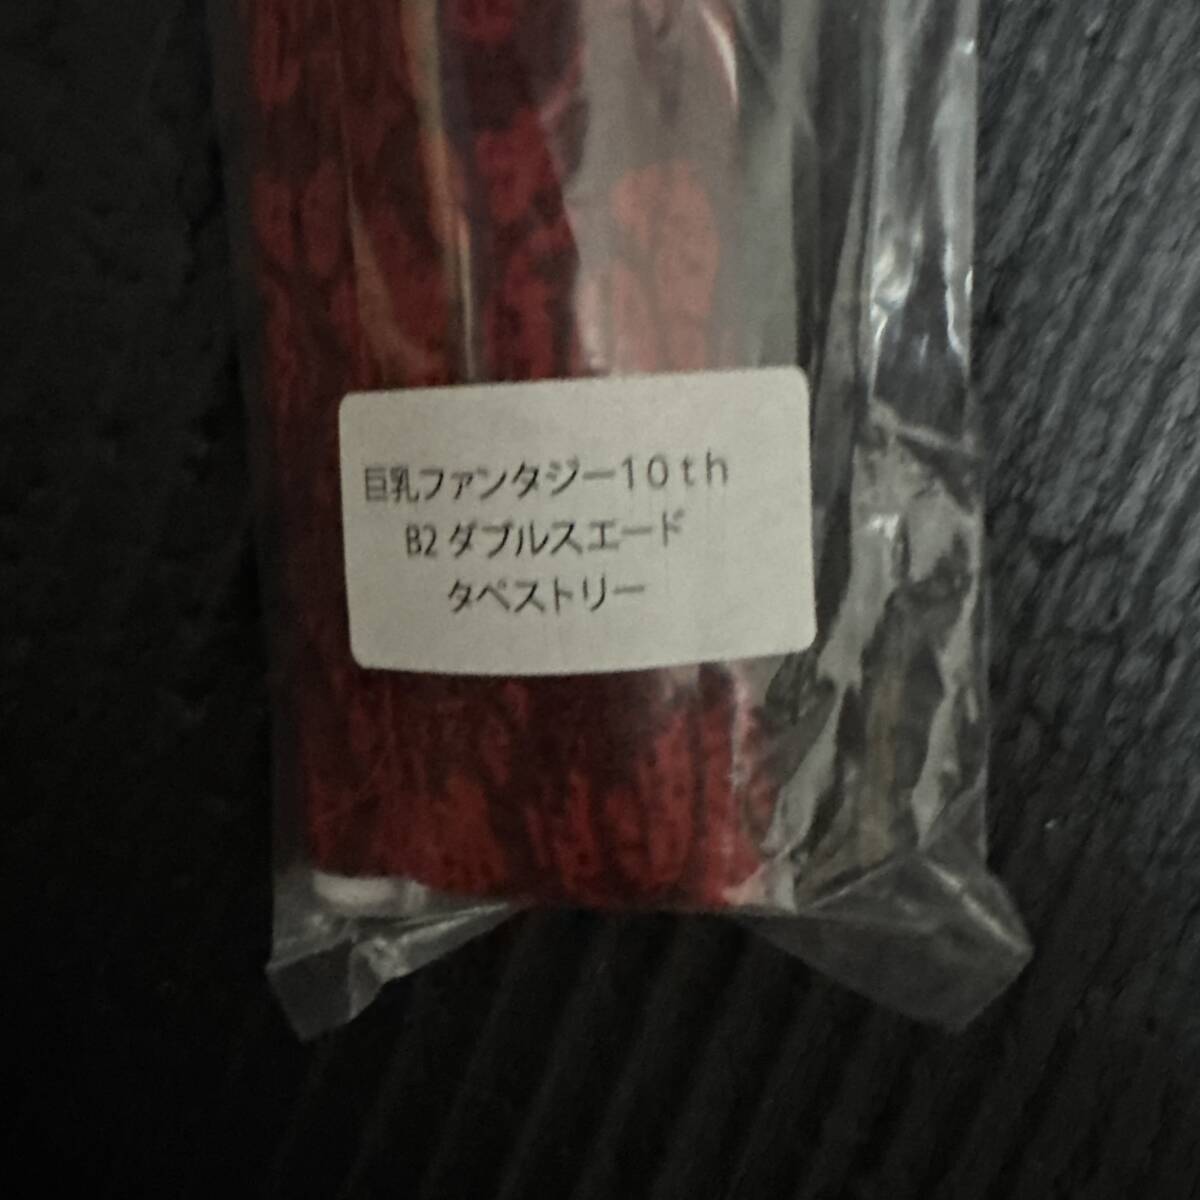 巨乳ファンタジー10th
B2 ダブルスエード
タペストリー